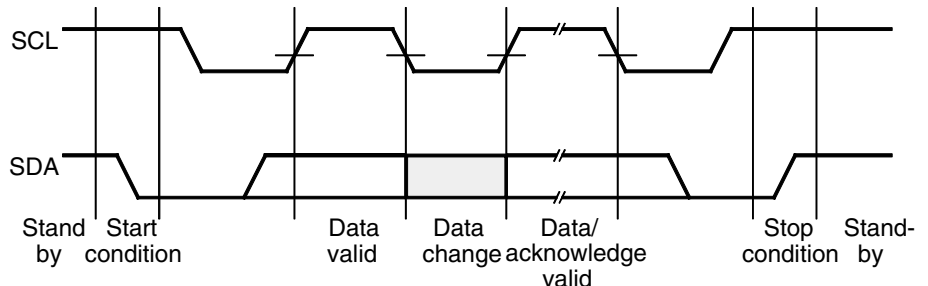 SCL
SDA
Stand
by
Start
condition
Data
valid
Data
change
Data/
acknowledge
valid
Stop
condition
Stand-
by